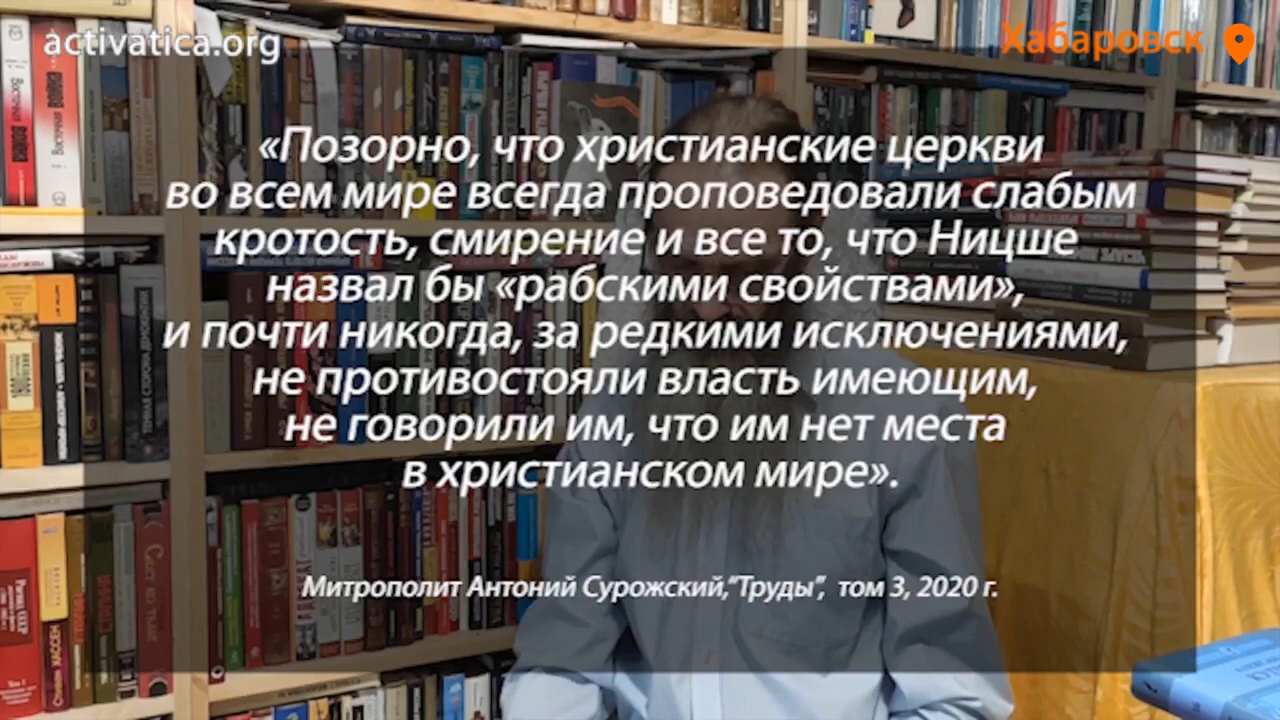 activatica.org
Хабаровск
«Позорно, что христианские церкви
во всем мире всегда проповедовали слабым
кротость, смирение и все то, что Ницше
назвал бы «рабскими свойствами»,
и почти никогда, за редкими исключениями,
не противостояли власть имеющим,
не говорили им, что им нет места
в христианском мире».
Митрополит Антоний Сурожский,“Труды”, том 3, 2020 г.